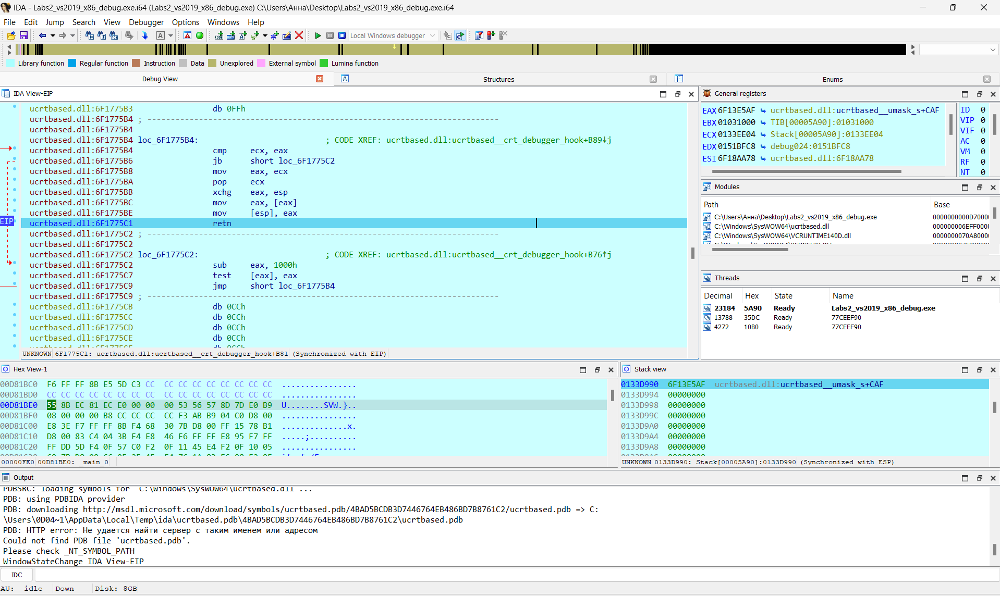 IDA - Labs2_vs2019_x86_debug.exe.i64 (Labs2_vs2019_x86_debug.exe) C:\Users\Анна\Desktop\Labs2_vs2019_x86_debug.exe.i64
File Edit Jump Search View Debugger Options Windows Help
Local Windows debugger
Library function Regular function Instruction Data Unexplored External symbol Lumina function
Debug View Structures Enums
IDA View-EIP
ucrtbased.dll:6F1775B3 db 0FFh
ucrtbased.dll:6F1775B4 ; ---------------------------------------------------------------------------
ucrtbased.dll:6F1775B4
ucrtbased.dll:6F1775B4 loc_6F1775B4: ; CODE XREF: ucrtbased.dll:ucrtbased__crt_debugger_hook+B89↓j
ucrtbased.dll:6F1775B4 cmp ecx, eax
ucrtbased.dll:6F1775B6 jb short loc_6F1775C2
ucrtbased.dll:6F1775B8 mov eax, ecx
ucrtbased.dll:6F1775BA pop ecx
ucrtbased.dll:6F1775BB xchg eax, esp
ucrtbased.dll:6F1775BC mov eax, [eax]
ucrtbased.dll:6F1775BE mov [esp], eax
EIP ucrtbased.dll:6F1775C1 retn
ucrtbased.dll:6F1775C2 ; ---------------------------------------------------------------------------
ucrtbased.dll:6F1775C2
ucrtbased.dll:6F1775C2 loc_6F1775C2: ; CODE XREF: ucrtbased.dll:ucrtbased__crt_debugger_hook+B76↑j
ucrtbased.dll:6F1775C2 sub eax, 1000h
ucrtbased.dll:6F1775C7 test [eax], eax
ucrtbased.dll:6F1775C9 jmp short loc_6F1775B4
ucrtbased.dll:6F1775C9 ; ---------------------------------------------------------------------------
ucrtbased.dll:6F1775CB db 0CCh
ucrtbased.dll:6F1775CC db 0CCh
ucrtbased.dll:6F1775CD db 0CCh
ucrtbased.dll:6F1775CE db 0CCh
UNKNOWN 6F1775C1: ucrtbased.dll:ucrtbased__crt_debugger_hook+B81 (Synchronized with EIP)
General registers
EAX 6F13E5AF ucrtbased.dll:ucrtbased__umask_s+CAF
EBX 01031000 TIB[00005A90]:01031000
ECX 0133EE04 Stack[00005A90]:0133EE04
EDX 0151BFC8 debug024:0151BFC8
ESI 6F18AA78 ucrtbased.dll:6F18AA78
ID 0
VIP 0
VIF 0
AC 0
VM 0
RF 0
NT 0
Modules
Path Base
C:\Users\Анна\Desktop\Labs2_vs2019_x86_debug.exe 0000000000D7000
C:\Windows\SysWOW64\ucrtbased.dll 000000006EFF000
C:\Windows\SysWOW64\VCRUNTIME140D.dll 0000000070A8000
Threads
Decimal Hex State Name
23184 5A90 Ready Labs2_vs2019_x86_debug.exe
13788 35DC Ready 77CEEF90
4272 10B0 Ready 77CEEF90
Hex View-1
00D81BC0 F6 FF FF 8B E5 5D C3 CC CC CC CC CC CC CC CC CC ................
00D81BD0 CC CC CC CC CC CC CC CC CC CC CC CC CC CC CC CC ................
00D81BE0 55 8B EC 81 EC E0 00 00 00 53 56 57 8D 7D E0 B9 U........SVW.}..
00D81BF0 08 00 00 00 B8 CC CC CC CC F3 AB B9 04 C0 D8 00 ................
00D81C00 E8 3E F7 FF FF 8B F4 68 30 7B D8 00 FF 15 78 B1 ..............x.
00D81C10 D8 00 83 C4 04 3B F4 E8 46 F6 FF FF E8 95 F7 FF .....;..........
00D81C20 FF DD 5D F4 0F 57 C0 F2 0F 11 45 E4 F2 0F 10 05 ................
00000FE0 00D81BE0: _main_0
Stack view
0133D990 6F13E5AF ucrtbased.dll:ucrtbased__umask_s+CAF
0133D994 00000000
0133D998 00000000
0133D99C 00000000
0133D9A0 00000000
0133D9A4 00000000
0133D9A8 00000000
UNKNOWN 0133D990: Stack[00005A90]:0133D990 (Synchronized with ESP)
Output
PDBSRC: loading symbols for 'C:\Windows\SysWOW64\ucrtbased.dll'...
PDB: using PDBIDA provider
PDB: downloading http://msdl.microsoft.com/download/symbols/ucrtbased.pdb/4BAD5BCDB3D7446764EB486BD7B8761C2/ucrtbased.pdb => C:
\Users\0D04~1\AppData\Local\Temp\ida\ucrtbased.pdb\4BAD5BCDB3D7446764EB486BD7B8761C2\ucrtbased.pdb
PDB: HTTP error: Не удается найти сервер с таким именем или адресом
Could not find PDB file 'ucrtbased.pdb'.
Please check _NT_SYMBOL_PATH
WindowStateChange IDA View-EIP
IDC
AU: idle Down Disk: 8GB